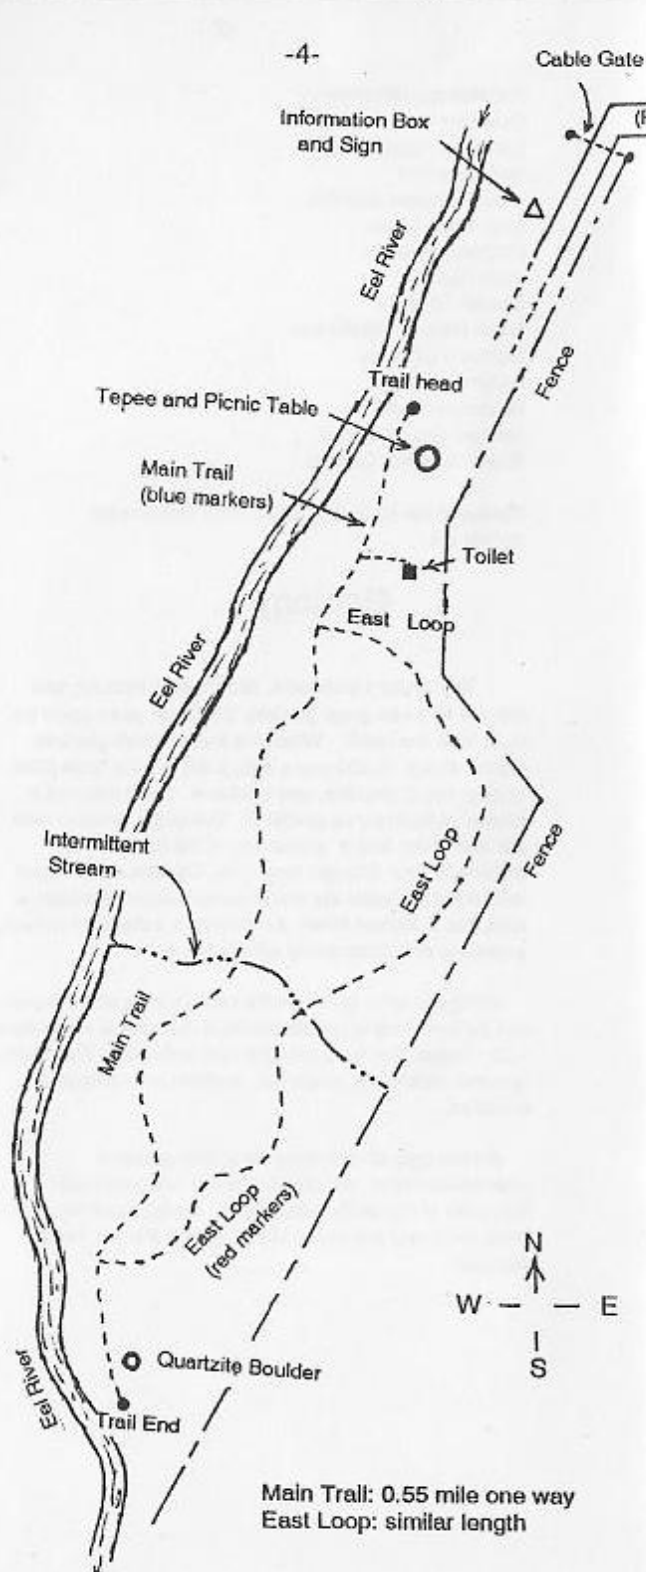 -4-
Cable Gate
Information Box
and Sign
Eel River
Fence
Trail head
Tepee and Picnic Table
Main Trail
(blue markers)
Toilet
East Loop
Eel River
Intermittent
Stream
East Loop
Fence
Main Trail
East Loop
(red markers)
N
W E
S
Quartzite Boulder
Eel River
Trail End
Main Trail: 0.55 mile one way
East Loop: similar length